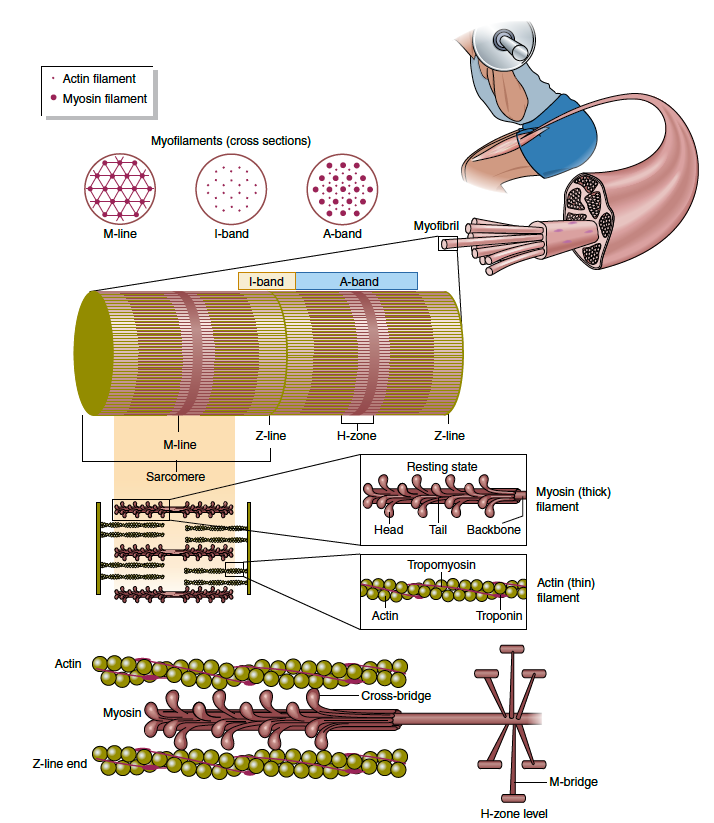 Actin filament
Myosin filament
Myofilaments (cross sections)
M-line
I-band
A-band
Myofibril
I-band
A-band
M-line
Z-line
H-zone
Z-line
Sarcomere
Resting state
Head
Tail
Backbone
Myosin (thick)
filament
Tropomyosin
Actin
Troponin
Actin (thin)
filament
Actin
Cross-bridge
Myosin
Z-line end
M-bridge
H-zone level